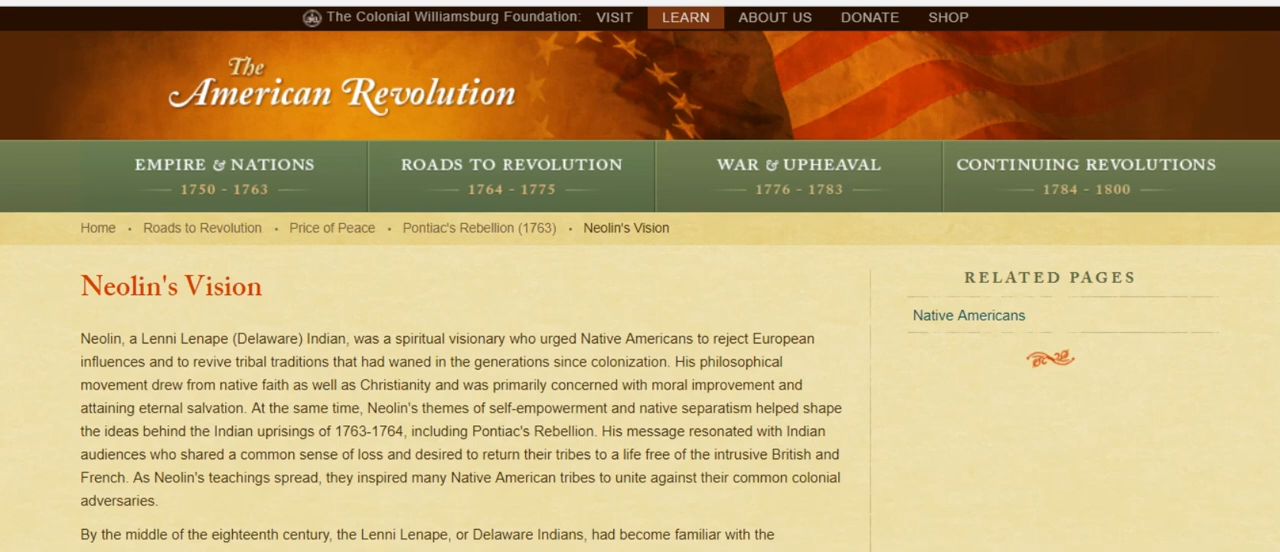 The Colonial Williamsburg Foundation: VISIT LEARN ABOUT US DONATE SHOP
The
American Revolution
EMPIRE & NATIONS ROADS TO REVOLUTION WAR & UPHEAVAL CONTINUING REVOLUTIONS
1750 - 1763 1764 - 1775 1776 - 1783 1784 - 1800
Home • Roads to Revolution • Price of Peace • Pontiac's Rebellion (1763) • Neolin's Vision
Neolin's Vision
Neolin, a Lenni Lenape (Delaware) Indian, was a spiritual visionary who urged Native Americans to reject European
influences and to revive tribal traditions that had waned in the generations since colonization. His philosophical
movement drew from native faith as well as Christianity and was primarily concerned with moral improvement and
attaining eternal salvation. At the same time, Neolin's themes of self-empowerment and native separatism helped shape
the ideas behind the Indian uprisings of 1763-1764, including Pontiac's Rebellion. His message resonated with Indian
audiences who shared a common sense of loss and desired to return their tribes to a life free of the intrusive British and
French. As Neolin's teachings spread, they inspired many Native American tribes to unite against their common colonial
adversaries.
By the middle of the eighteenth century, the Lenni Lenape, or Delaware Indians, had become familiar with the
RELATED PAGES
Native Americans